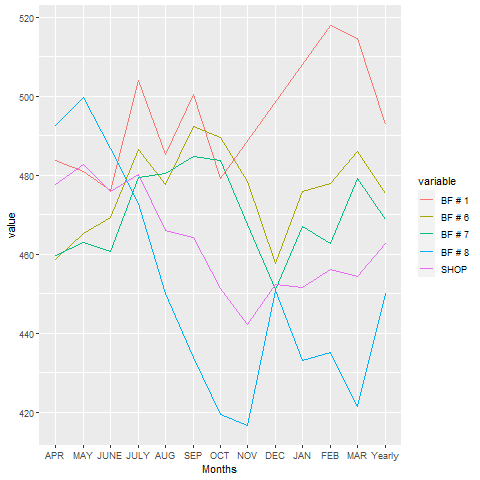 520
500
480
460
440
420
value
APR MAY JUNE JULY AUG SEP OCT NOV DEC JAN FEB MAR Yearly
Months
variable
BF # 1
BF # 6
BF # 7
BF # 8
SHOP